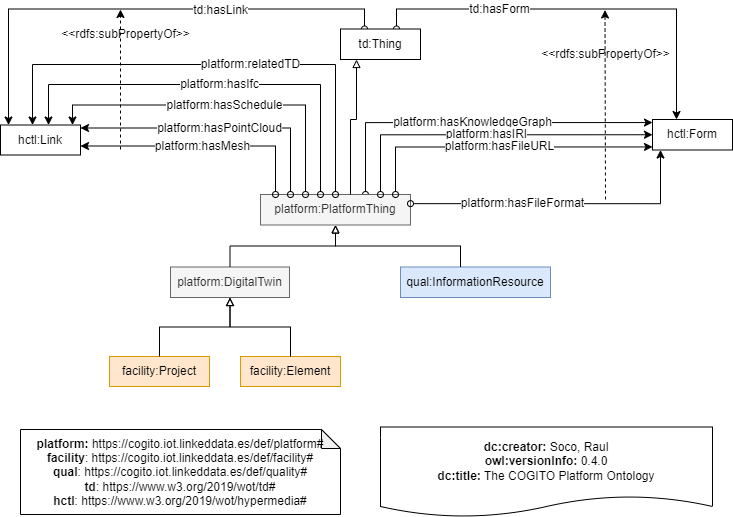 td:hasLink
td:hasForm
<<rdfs:subPropertyOf>>
td:Thing
<<rdfs:subPropertyOf>>
platform:relatedTD
platform:hasIfc
platform:hasSchedule
platform:hasKnowledgeGraph
platform:hasPointCloud
platform:hasIRI
hctl:Link
hctl:Form
platform:hasMesh
platform:hasFileURL
platform:PlatformThing
platform:hasFileFormat
platform:DigitalTwin
qual:InformationResource
facility:Project
facility:Element
platform: https://cogito.iot.linkeddata.es/def/platform#
facility: https://cogito.iot.linkeddata.es/def/facility#
qual: https://cogito.iot.linkeddata.es/def/quality#
td: https://www.w3.org/2019/wot/td#
hctl: https://www.w3.org/2019/wot/hypermedia#
dc:creator: Soco, Raul
owl:versionInfo: 0.4.0
dc:title: The COGITO Platform Ontology